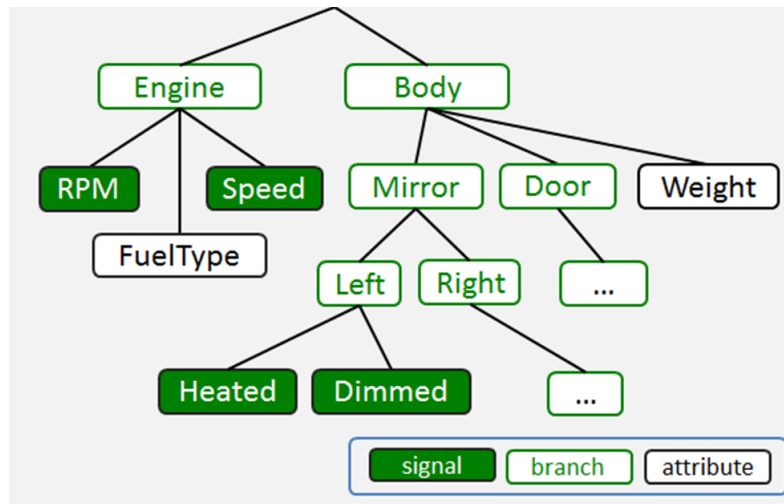 Engine Body
RPM Speed Mirror Door Weight
FuelType
Left Right ...
Heated Dimmed ...
signal branch attribute